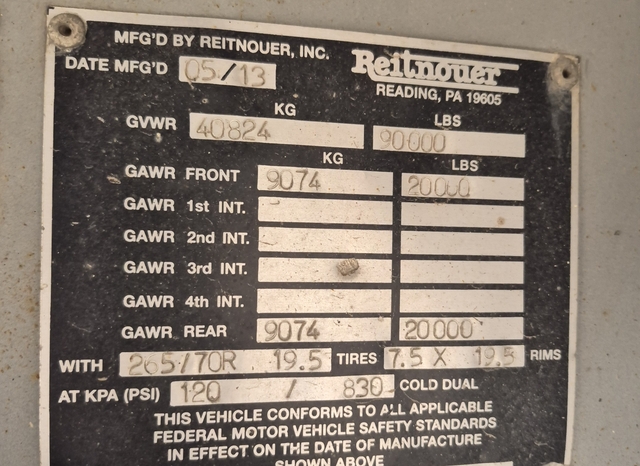 MFG'D BY REITNOUER, INC.
Reitnouer
DATE MFG'D 05/13
READING, PA 19605
KG LBS
GVWR 40824 90000
KG LBS
GAWR FRONT 9074 20000
GAWR 1st INT.
GAWR 2nd INT.
GAWR 3rd INT.
GAWR 4th INT.
GAWR REAR 9074 20000
WITH 265/70R 19.5 TIRES 7.5 X 19.5 RIMS
AT KPA (PSI) 120 / 830 COLD DUAL
THIS VEHICLE CONFORMS TO ALL APPLICABLE
FEDERAL MOTOR VEHICLE SAFETY STANDARDS
IN EFFECT ON THE DATE OF MANUFACTURE
SHOWN ABOVE